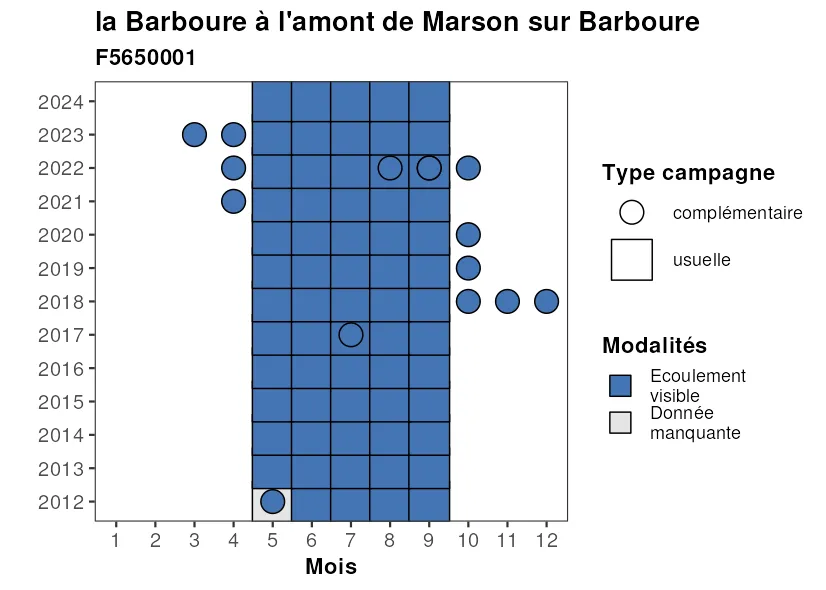 la Barboure à l'amont de Marson sur Barboure
F5650001
2024
2023
2022
2021
2020
2019
2018
2017
2016
2015
2014
2013
2012
1 2 3 4 5 6 7 8 9 10 11 12
Mois
Type campagne
complémentaire
usuelle
Modalités
Ecoulement
visible
Donnée
manquante